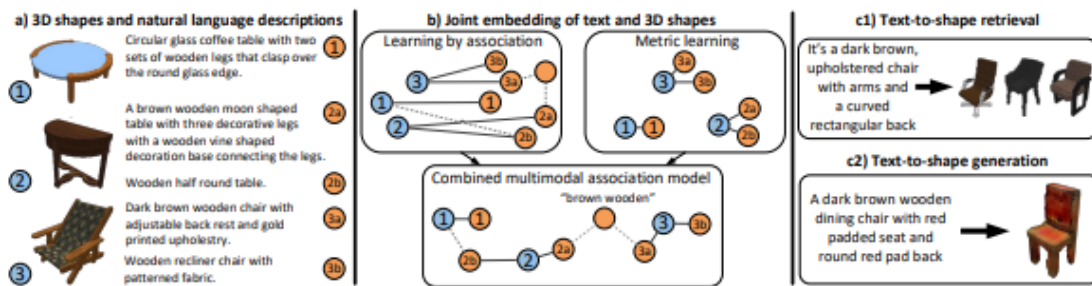 a) 3D shapes and natural language descriptions
Circular glass coffee table with two
sets of wooden legs that clasp over
the round glass edge.
1
1
A brown wooden moon shaped
table with three decorative legs
with a wooden vine shaped
decoration base connecting the legs.
2a
2
Wooden half round table.
2b
Dark brown wooden chair with
adjustable back rest and gold
printed upholestry.
3a
3
Wooden recliner chair with
patterned fabric.
3b
b) Joint embedding of text and 3D shapes
Learning by association
3b
3
3a
1
1
2a
2
2b
Metric learning
3a
3
3b
1
1
2a
2
2b
Combined multimodal association model
"brown wooden"
1
1
3
3b
2b
2
2a
3a
c1) Text-to-shape retrieval
It's a dark brown,
upholstered chair
with arms and
a curved
rectangular back
c2) Text-to-shape generation
A dark brown wooden
dining chair with red
padded seat and
round red pad back